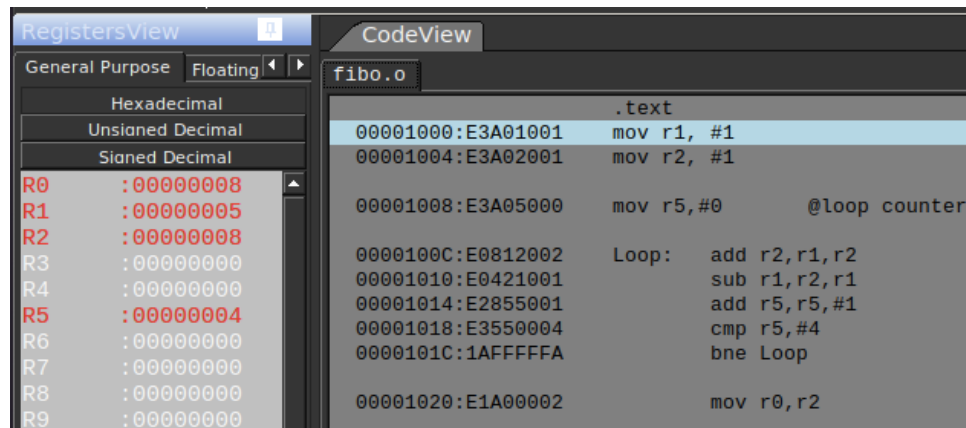 RegistersView
General Purpose Floating
Hexadecimal
Unsigned Decimal
Signed Decimal
R0 :00000008
R1 :00000005
R2 :00000008
R3 :00000000
R4 :00000000
R5 :00000004
R6 :00000000
R7 :00000000
R8 :00000000
R9 :00000000
CodeView
fibo.o
.text
00001000:E3A01001 mov r1, #1
00001004:E3A02001 mov r2, #1
00001008:E3A05000 mov r5,#0 @loop counter
0000100C:E0812002 Loop: add r2,r1,r2
00001010:E0421001 sub r1,r2,r1
00001014:E2855001 add r5,r5,#1
00001018:E3550004 cmp r5,#4
0000101C:1AFFFFFA bne Loop
00001020:E1A00002 mov r0,r2